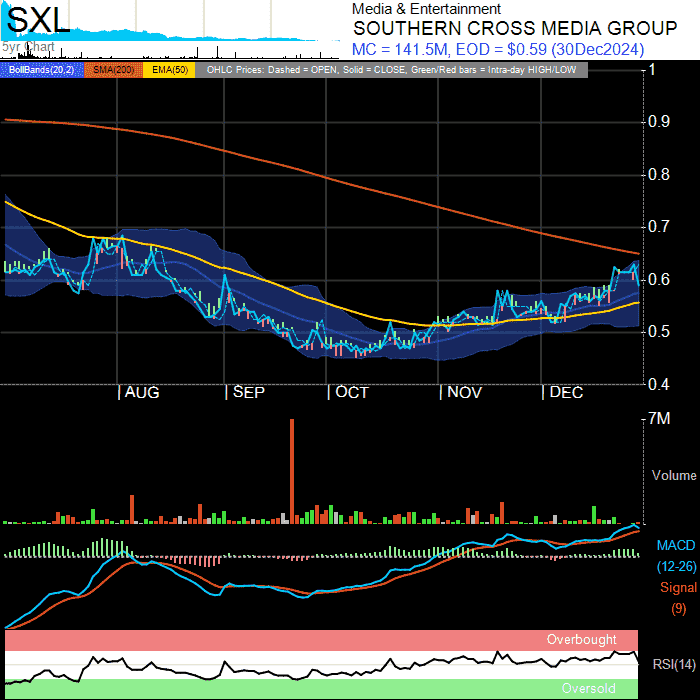 SXL
5yr Chart
Media & Entertainment
SOUTHERN CROSS MEDIA GROUP
MC = 141.5M, EOD = $0.59 (30Dec2024)
BollBands(20,2) SMA(200) EMA(50) OHLC Prices: Dashed = OPEN, Solid = CLOSE, Green/Red bars = Intra-day HIGH/LOW
1
0.9
0.8
0.7
0.6
0.5
0.4
AUG SEP OCT NOV DEC
7M
Volume
MACD
(12-26)
Signal
(9)
Overbought
RSI(14)
Oversold